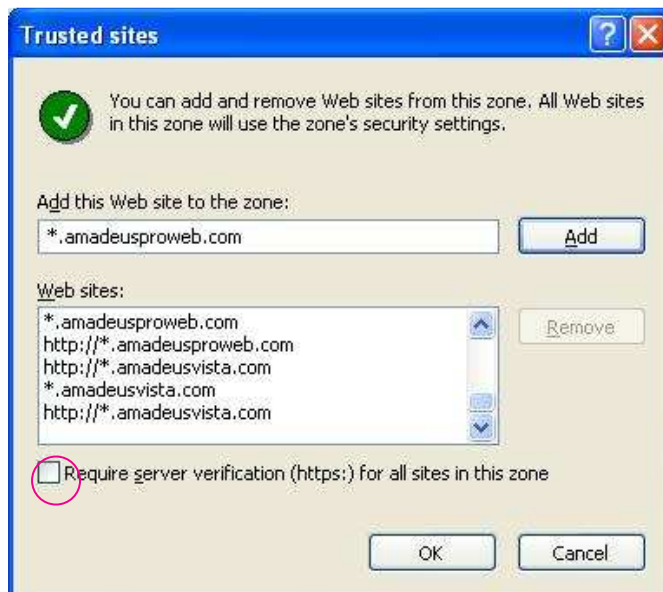 Trusted sites
You can add and remove Web sites from this zone. All Web sites
in this zone will use the zone's security settings.
Add this Web site to the zone:
*.amadeusproweb.com
Add
Web sites:
*.amadeusproweb.com
http://*.amadeusproweb.com
http://*.amadeusvista.com
*.amadeusvista.com
http://*.amadeusvista.com
Remove
Require server verification (https:) for all sites in this zone
OK
Cancel